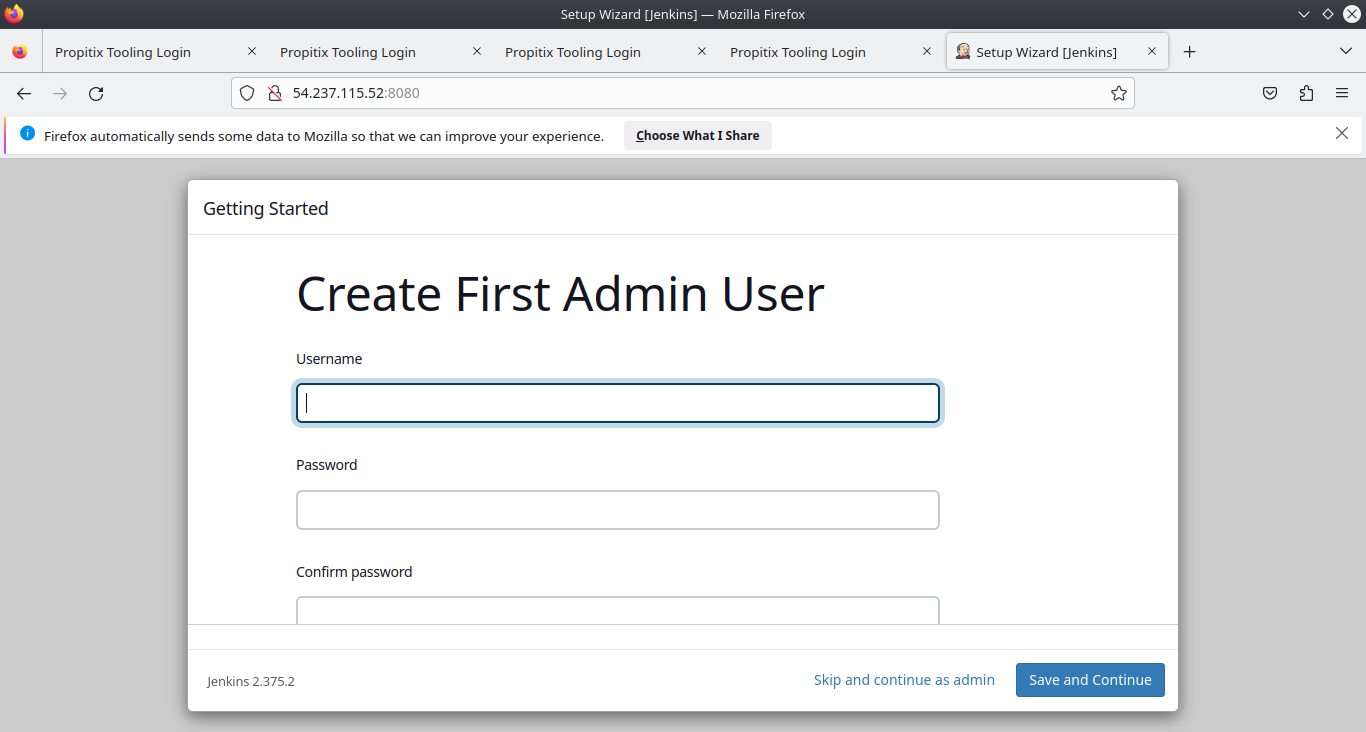 Setup Wizard [Jenkins] — Mozilla Firefox
Propitix Tooling Login
Propitix Tooling Login
Propitix Tooling Login
Propitix Tooling Login
Setup Wizard [Jenkins]
54.237.115.52:8080
Firefox automatically sends some data to Mozilla so that we can improve your experience.
Choose What I Share
Getting Started
Create First Admin User
Username
Password
Confirm password
Jenkins 2.375.2
Skip and continue as admin
Save and Continue